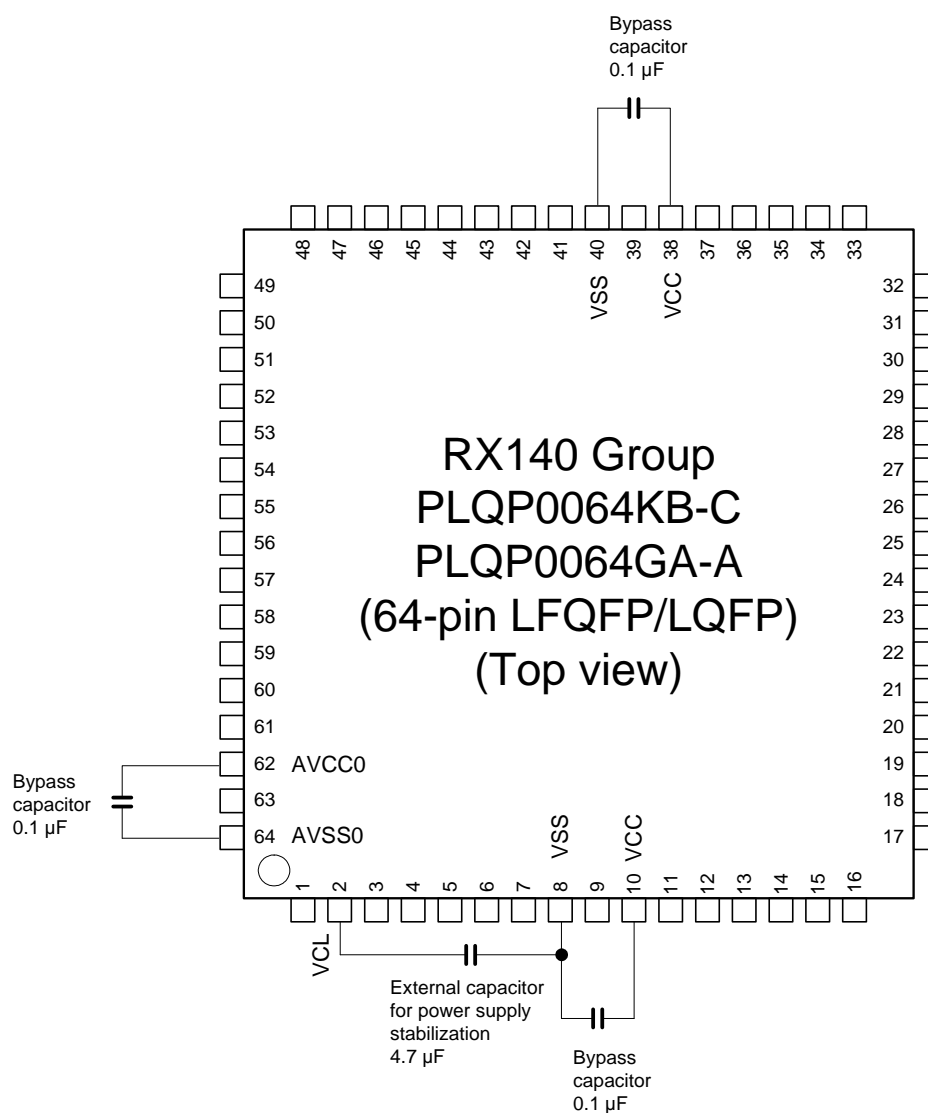 Bypass
capacitor
0.1 µF
48 47 46 45 44 43 42 41 40 39 38 37 36 35 34 33
VSS VCC
49
50
51
52
53
54
55
56
57
58
59
60
61
62 AVCC0
63
64 AVSS0
32
31
30
29
28
27
26
25
24
23
22
21
20
19
18
17
RX140 Group
PLQP0064KB-C
PLQP0064GA-A
(64-pin LFQFP/LQFP)
(Top view)
Bypass
capacitor
0.1 µF
VSS VCC
1 2 3 4 5 6 7 8 9 10 11 12 13 14 15 16
VCL
External capacitor
for power supply
stabilization
4.7 µF
Bypass
capacitor
0.1 µF